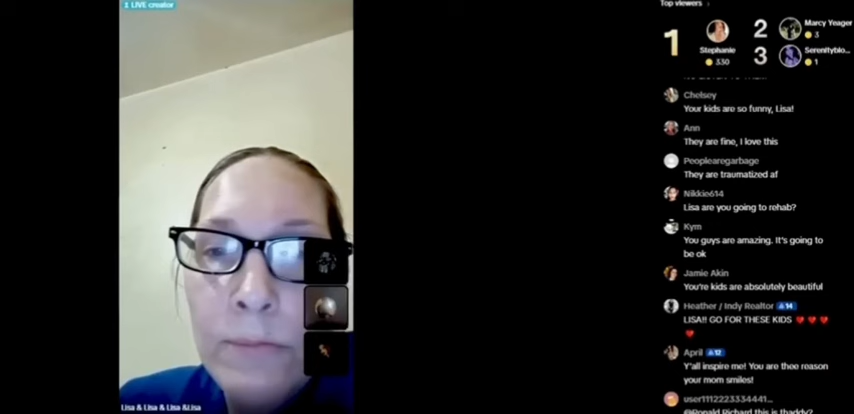 1 LIVE creator
Lisa & Lisa & Lisa &Lisa
Top viewers
1
Stephanie
330
2
Marcy Yeager
3
3
Serenityblo...
1
Chelsey
Your kids are so funny, Lisa!
Ann
They are fine, I love this
Peoplearegarbage
They are traumatized af
Nikkie614
Lisa are you going to rehab?
Kym
You guys are amazing. It's going to
be ok
Jamie Akin
You're kids are absolutely beautiful
Heather / Indy Realtor 14
LISA!! GO FOR THESE KIDS
April 12
Y'all inspire me! You are thee reason
your mom smiles!
user1112223334441...
@Ronald Richard this is thaddy?